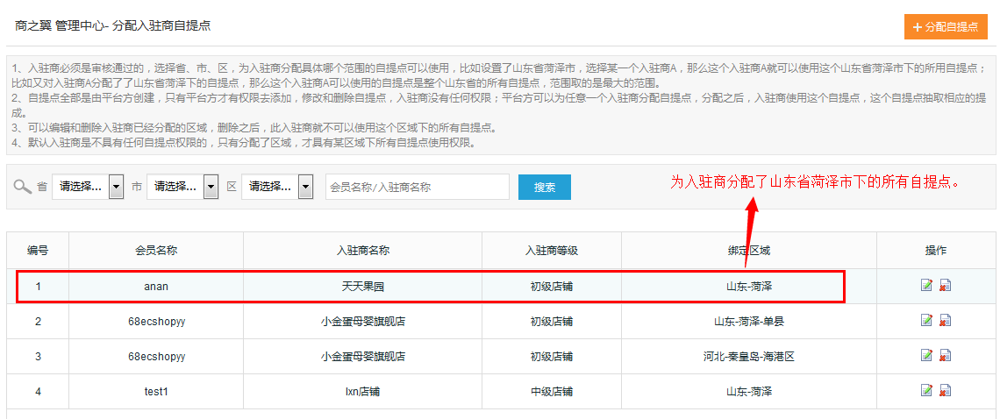 商之翼 管理中心- 分配入驻商自提点
+ 分配自提点
1、入驻商必须是审核通过的，选择省、市、区，为入驻商分配具体哪个范围的自提点可以使用，比如设置了山东省菏泽市，选择某一个入驻商A，那么这个入驻商A就可以使用这个山东省菏泽市下的所用自提点；
比如又对入驻商A分配了了山东省菏泽下的自提点，那么这个入驻商A可以使用的自提点是整个山东省的所有自提点，范围取的是最大的范围。
2、自提点全部是由平台方创建，只有平台方才有权限去添加，修改和删除自提点，入驻商没有任何权限；平台方可以为任意一个入驻商分配自提点，分配之后，入驻商使用这个自提点，这个自提点抽取相应的提
成。
3、可以编辑和删除入驻商已经分配的区域，删除之后，此入驻商就不可以使用这个区域下的所有自提点。
4、默认入驻商是不具有任何自提点权限的，只有分配了区域，才具有某区域下所有自提点使用权限。
省 请选择... 市 请选择... 区 请选择... 会员名称/入驻商名称 搜索
为入驻商分配了山东省菏泽市下的所有自提点。
编号 会员名称 入驻商名称 入驻商等级 绑定区域 操作
1 anan 天天果园 初级店铺 山东-菏泽
2 68ecshopyy 小金蛋母婴旗舰店 初级店铺 山东-菏泽-单县
3 68ecshopyy 小金蛋母婴旗舰店 初级店铺 河北-秦皇岛-海港区
4 test1 lxn店铺 中级店铺 山东-菏泽